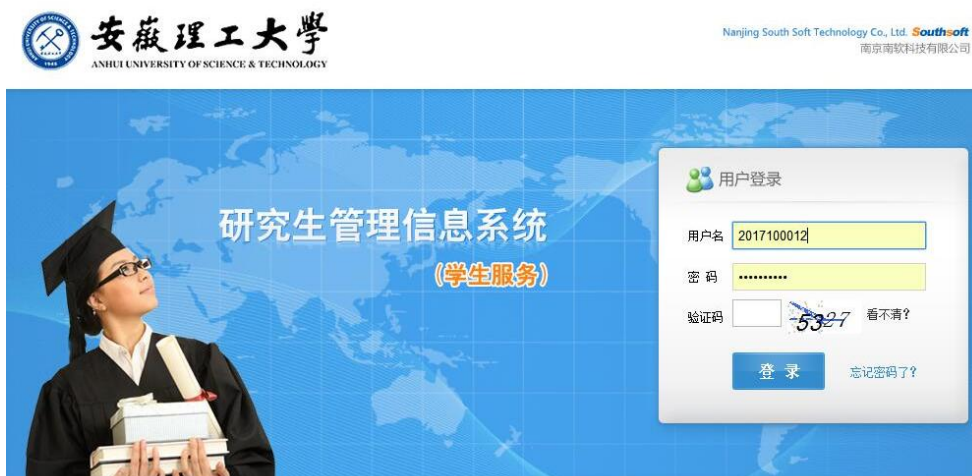 安徽理工大學
ANHUI UNIVERSITY OF SCIENCE & TECHNOLOGY
Nanjing South Soft Technology Co., Ltd. Southsoft
南京南软科技有限公司
研究生管理信息系统
(学生服务)
用户登录
用户名 2017100012
密 码 ••••••••••
验证码 5327 看不清?
登 录 忘记密码了?